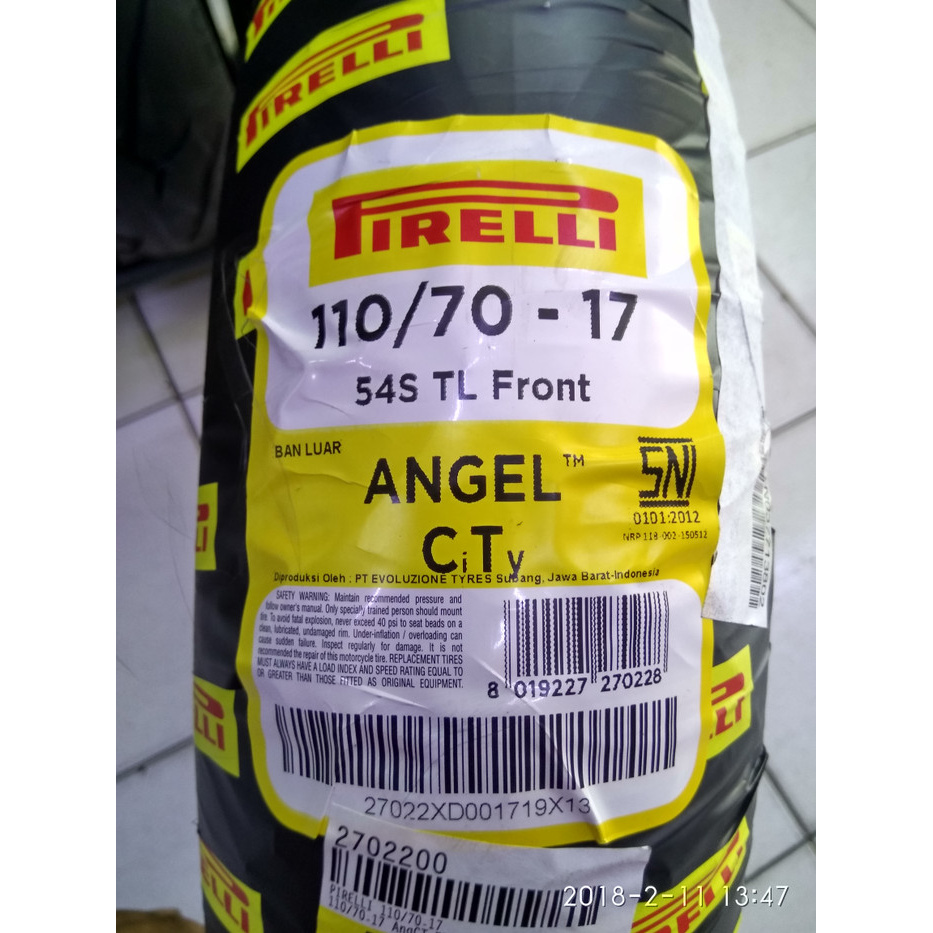 PIRELLI
PIRELLI
110/70 - 17
54S TL Front
BAN LUAR
ANGEL™
CiTy
SNI
0101:2012
NRP 118-002-150512
Diproduksi Oleh : PT EVOLUZIONE TYRES Subang, Jawa Barat-Indonesia
SAFETY WARNING: Maintain recommended pressure and
follow owner's manual. Only specially trained person should mount
tire. To avoid fatal explosion, never exceed 40 psi to seat beads on a
clean, lubricated, undamaged rim. Under-inflation / overloading can
cause sudden failure. Inspect regularly for damage. It is not
recommended the repair of this motorcycle tire. REPLACEMENT TIRES
MUST ALWAYS HAVE A LOAD INDEX AND SPEED RATING EQUAL TO
OR GREATER THAN THOSE FITTED AS ORIGINAL EQUIPMENT.
8 019227 270228
27022XD001719X13
2702200
PIRELLI 110/70-17
110/70-17 AngCT
PIRELLI
2018-2-11 13:47